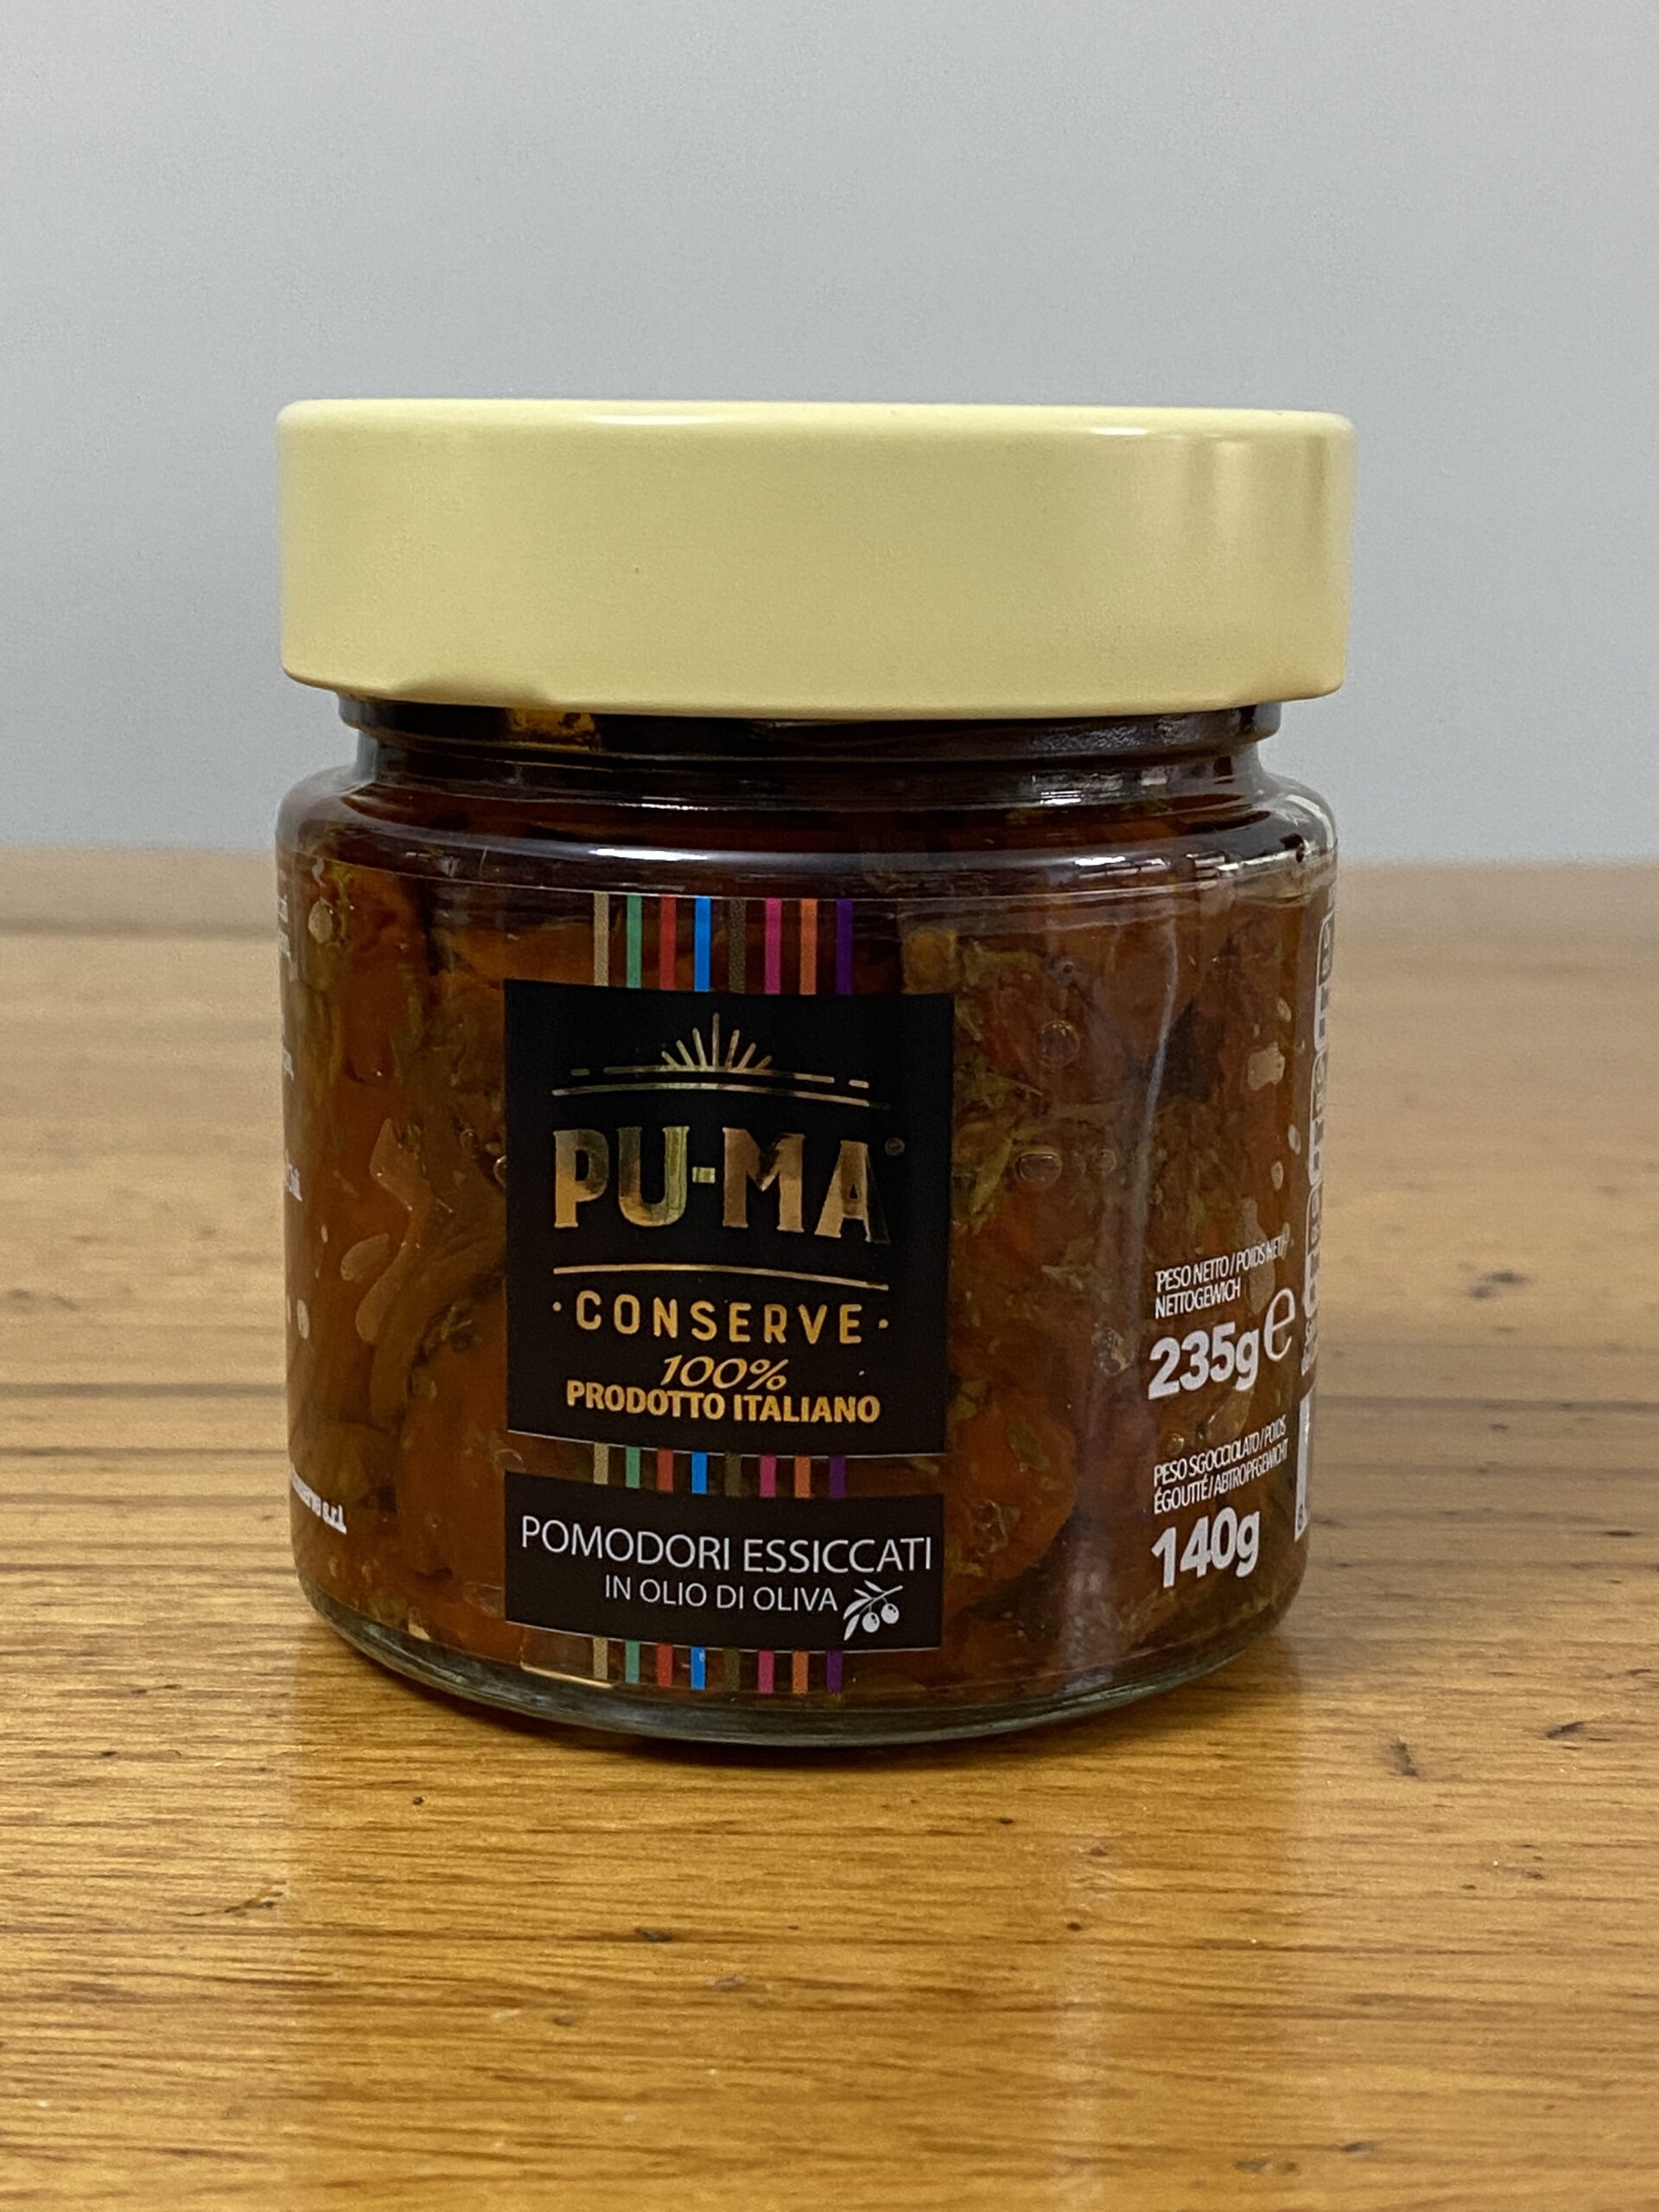 PU-MA
·CONSERVE·
100%
PRODOTTO ITALIANO
POMODORI ESSICCATI
IN OLIO DI OLIVA
PESO NETTO / POIDS NET /
NETTOGEWICH
235g e
PESO SGOCCIOLATO / POIDS
ÉGOUTTÉ / ABTROPFGEWICHT
140g
s.r.l.